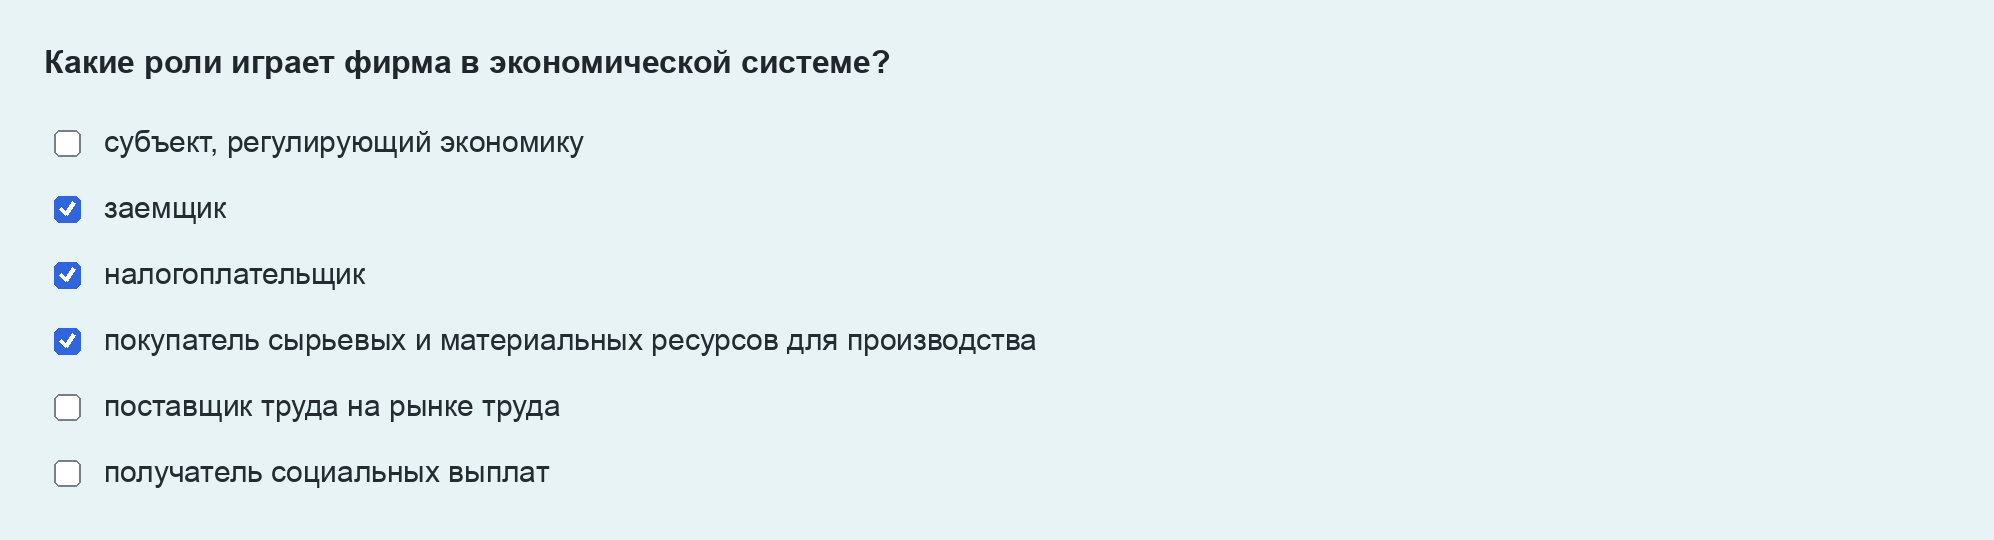 Какие роли играет фирма в экономической системе?
субъект, регулирующий экономику
заемщик
налогоплательщик
покупатель сырьевых и материальных ресурсов для производства
поставщик труда на рынке труда
получатель социальных выплат